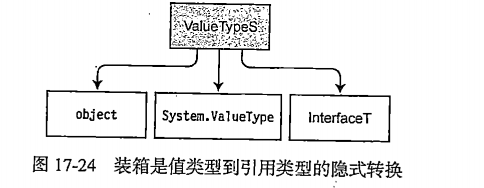 ValueTypeS
object
System.ValueType
InterfaceT
图 17-24 装箱是值类型到引用类型的隐式转换